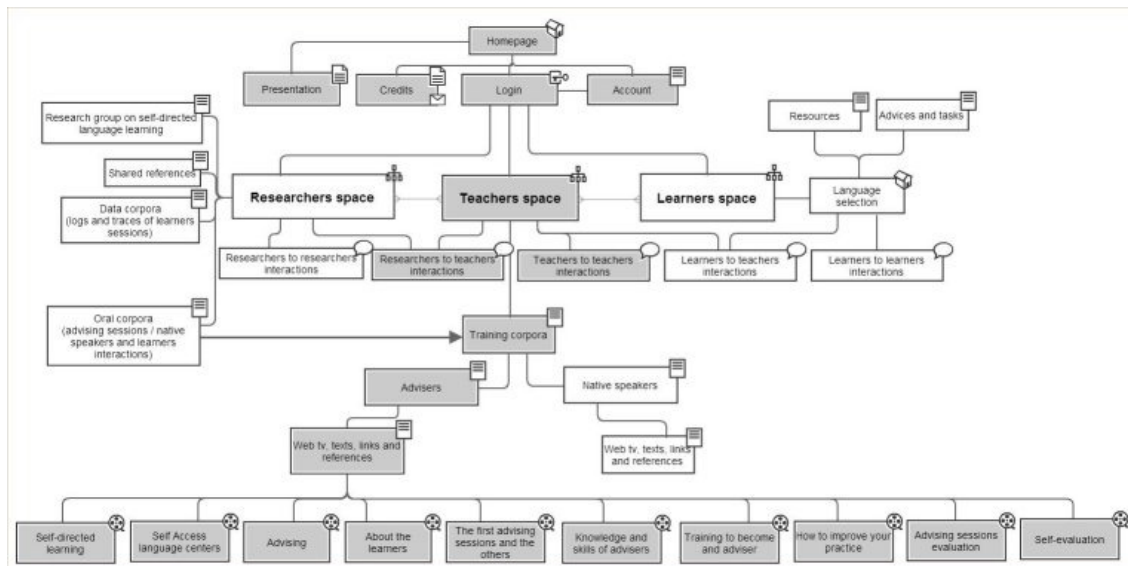 Homepage
Presentation
Credits
Login
Account
Research group on self-directed
language learning
Resources
Advices and tasks
Shared references
Researchers space
Teachers space
Learners space
Language
selection
Data corpora
(logs and traces of learners
sessions)
Researchers to researchers
interactions
Researchers to teachers
interactions
Teachers to teachers
interactions
Learners to teachers
interactions
Learners to learners
interactions
Oral corpora
(advising sessions / native
speakers and learners
interactions)
Training corpora
Advisers
Native speakers
Web tv, texts, links and
references
Web tv, texts, links
and references
Self-directed
learning
Self Access
language centers
Advising
About the
learners
The first advising
sessions and the
others
Knowledge and
skills of advisers
Training to become
and adviser
How to improve your
practice
Advising sessions
evaluation
Self-evaluation